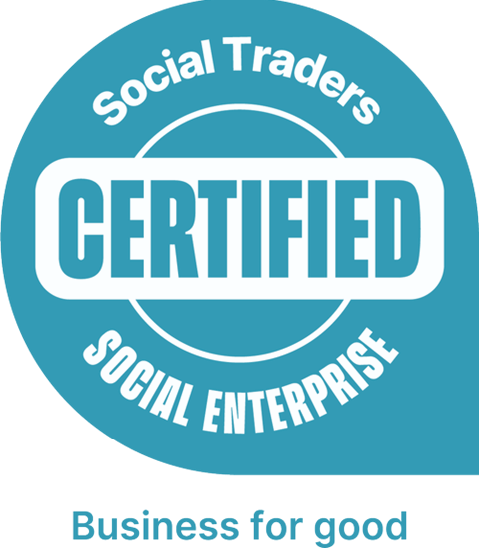 Social Traders
CERTIFIED
SOCIAL ENTERPRISE
Business for good